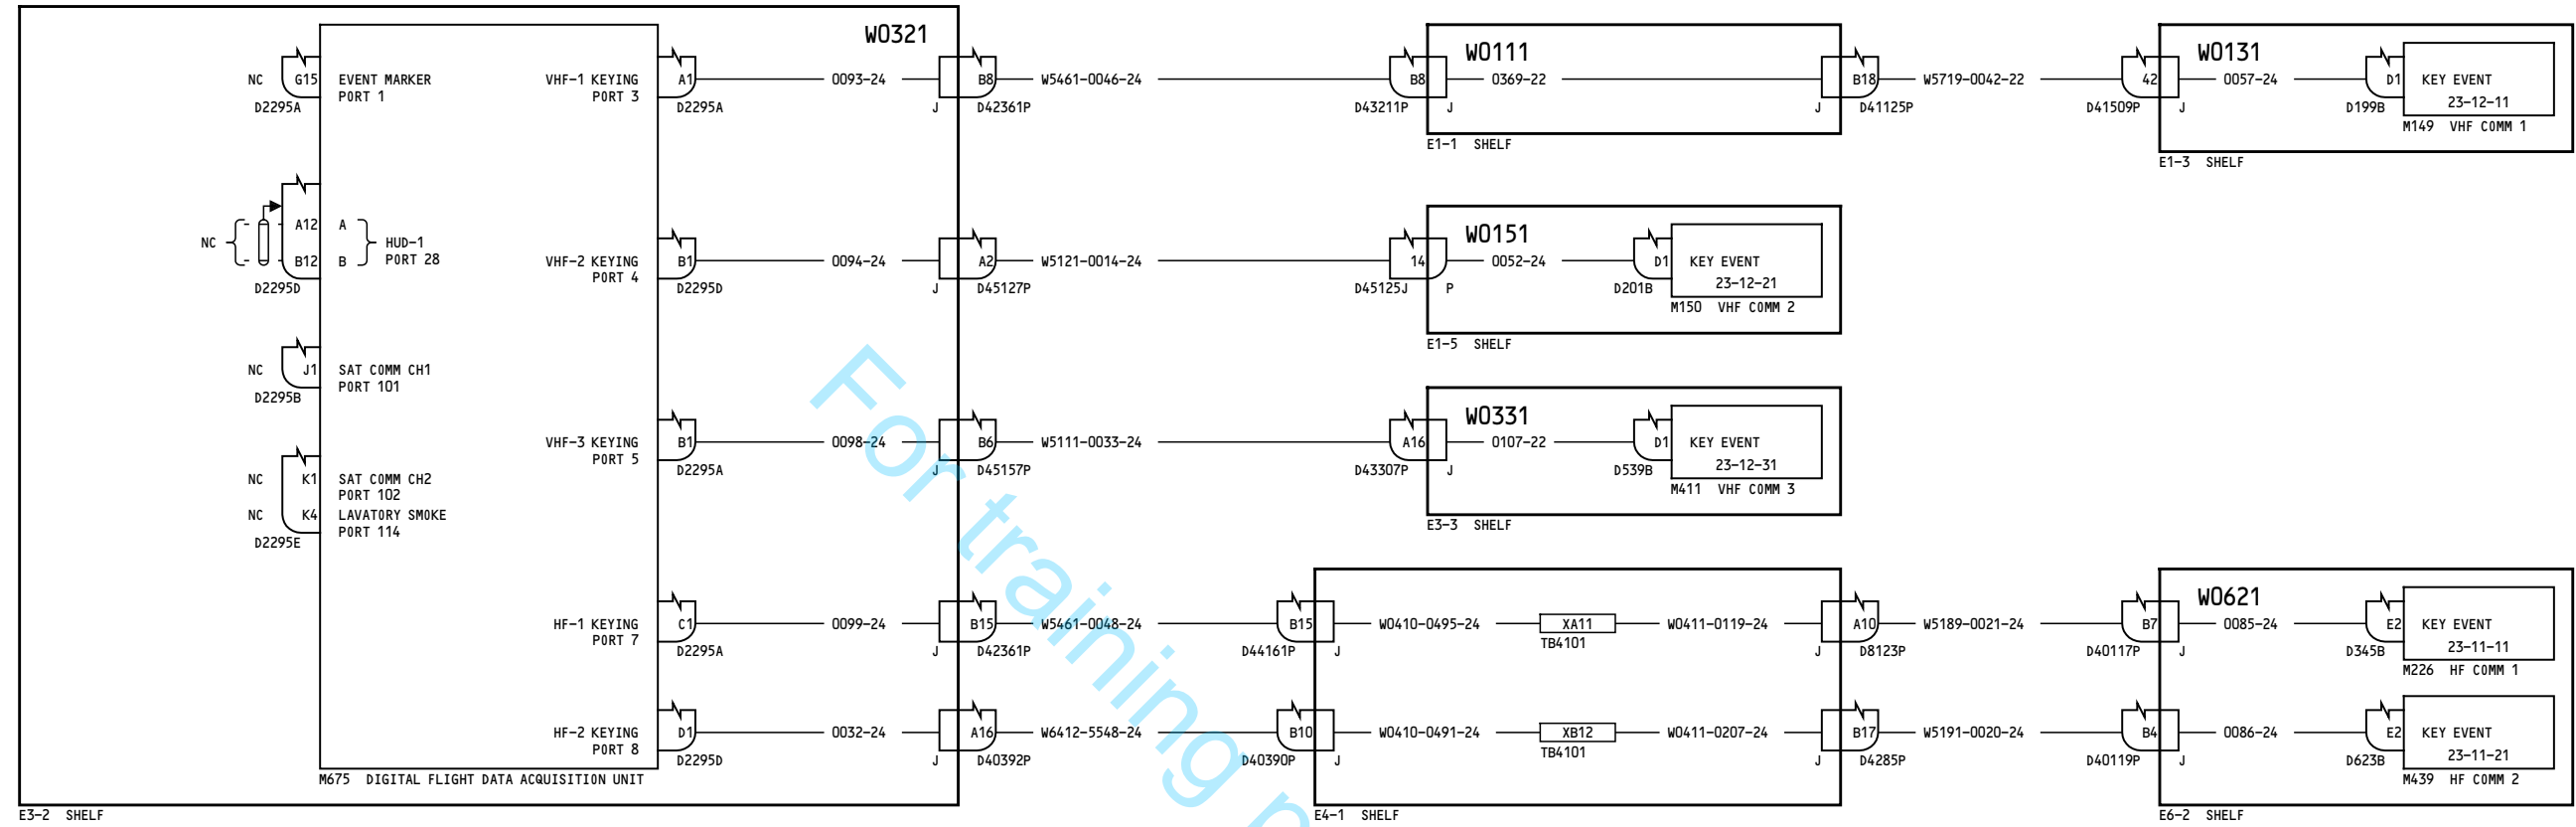 W0321
NC G15 EVENT MARKER
PORT 1
D2295A
VHF-1 KEYING A1 0093-24 B8 W5461-0046-24 B8
PORT 3
D2295A J D42361P D43211P J
W0111
0369-22 B18 W5719-0042-22 42
J D41125P D41509P J
E1-1 SHELF
W0131
0057-24 D1 KEY EVENT
23-12-11
D199B
M149 VHF COMM 1
E1-3 SHELF
NC A12 A
B12 B
HUD-1
PORT 28
D2295D
VHF-2 KEYING B1 0094-24 A2 W5121-0014-24 14
PORT 4
D2295D J D45127P D45125J P
W0151
0052-24 D1 KEY EVENT
23-12-21
D201B
M150 VHF COMM 2
E1-5 SHELF
NC J1 SAT COMM CH1
PORT 101
D2295B
VHF-3 KEYING B1 0098-24 B6 W5111-0033-24 A16
PORT 5
D2295A J D45157P D43307P J
W0331
0107-22 D1 KEY EVENT
23-12-31
D539B
M411 VHF COMM 3
E3-3 SHELF
NC K1 SAT COMM CH2
PORT 102
NC K4 LAVATORY SMOKE
PORT 114
D2295E
HF-1 KEYING C1 0099-24 B15 W5461-0048-24 B15 W0410-0495-24 XA11 W0411-0119-24 A10 W5189-0021-24 B7
PORT 7
D2295A J D42361P D44161P J TB4101 J D8123P D40117P J
W0621
0085-24 E2 KEY EVENT
23-11-11
D345B
M226 HF COMM 1
HF-2 KEYING D1 0032-24 A16 W6412-5548-24 B10 W0410-0491-24 XB12 W0411-0207-24 B17 W5191-0020-24 B4 0086-24 E2 KEY EVENT
PORT 8
23-11-21
D2295D J D40392P D40390P J TB4101 J D4285P D40119P J D623B
M439 HF COMM 2
M675 DIGITAL FLIGHT DATA ACQUISITION UNIT
E3-2 SHELF
E4-1 SHELF
E6-2 SHELF
For training